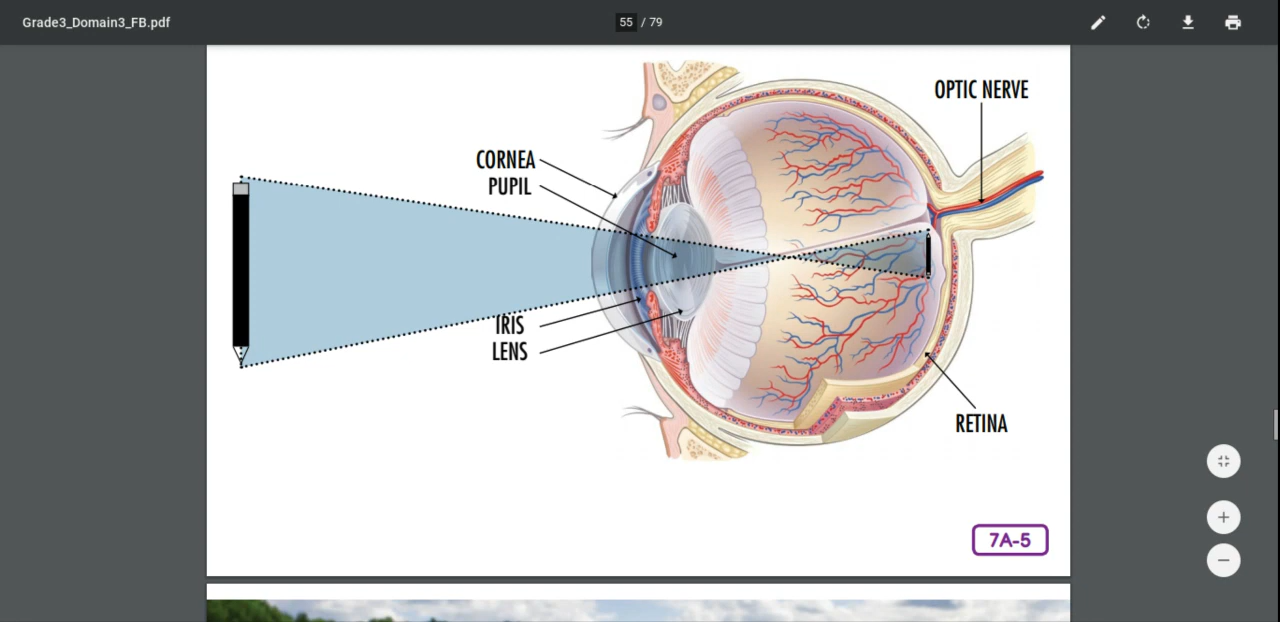 Grade3_Domain3_FB.pdf
55 / 79
OPTIC NERVE
CORNEA
PUPIL
IRIS
LENS
RETINA
7A-5